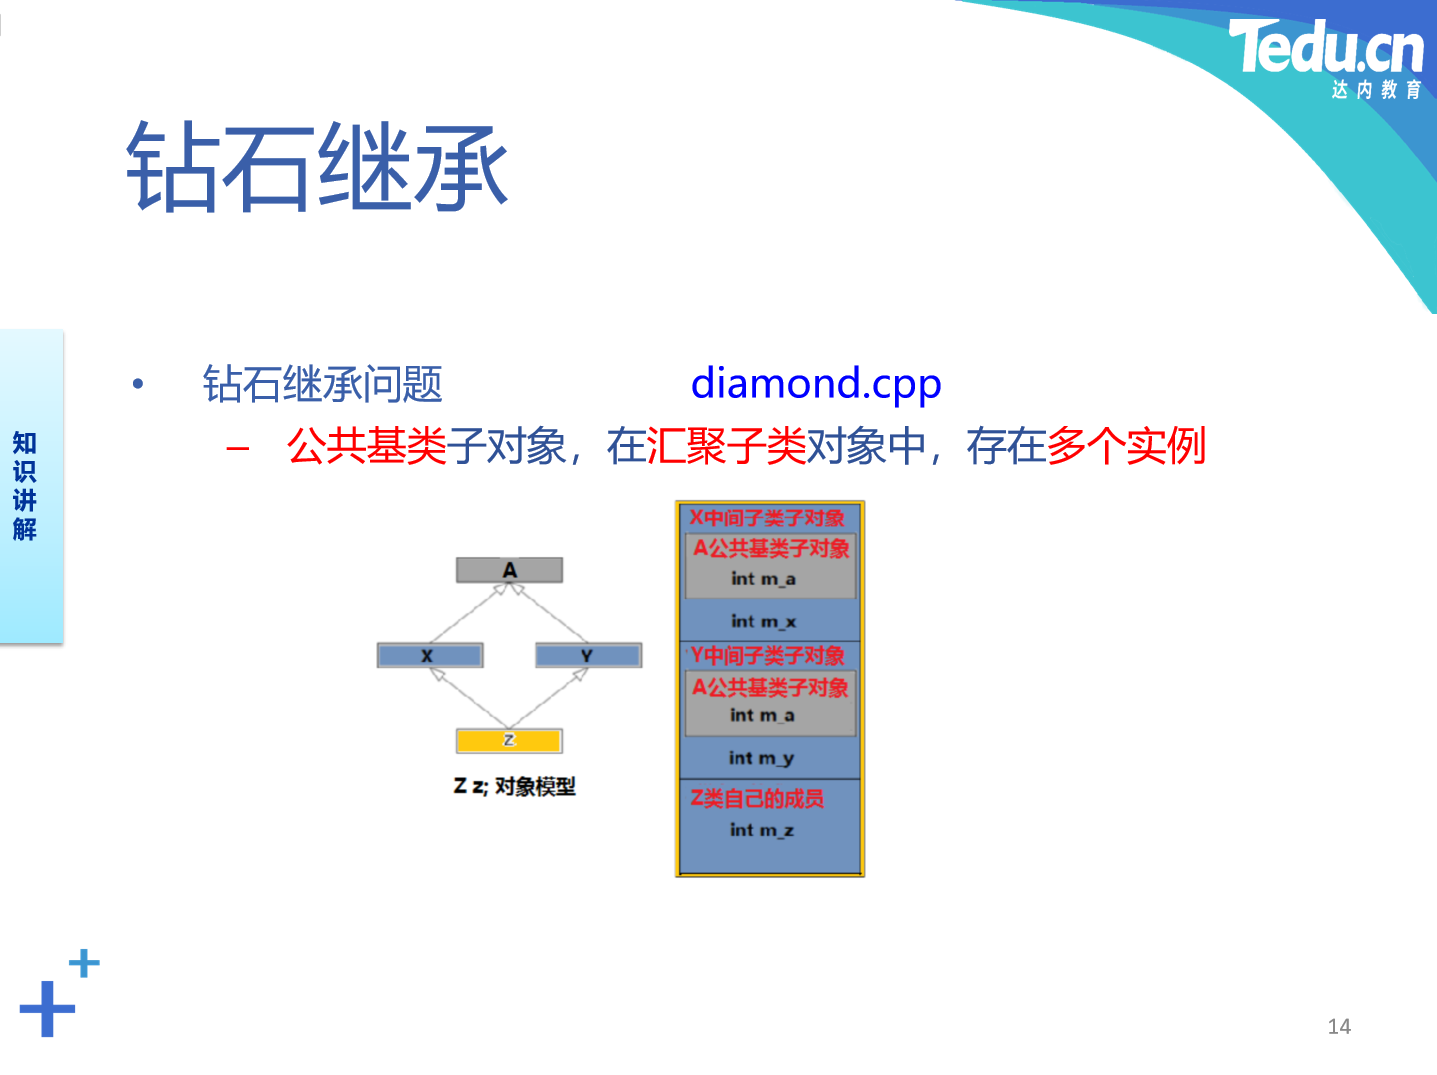 Tedu.cn
达内教育
钻石继承
知识讲解
• 钻石继承问题 diamond.cpp
– 公共基类子对象，在汇聚子类对象中，存在多个实例
A
X Y
Z
Z z; 对象模型
X中间子类子对象
A公共基类子对象
int m_a
int m_x
Y中间子类子对象
A公共基类子对象
int m_a
int m_y
Z类自己的成员
int m_z
14